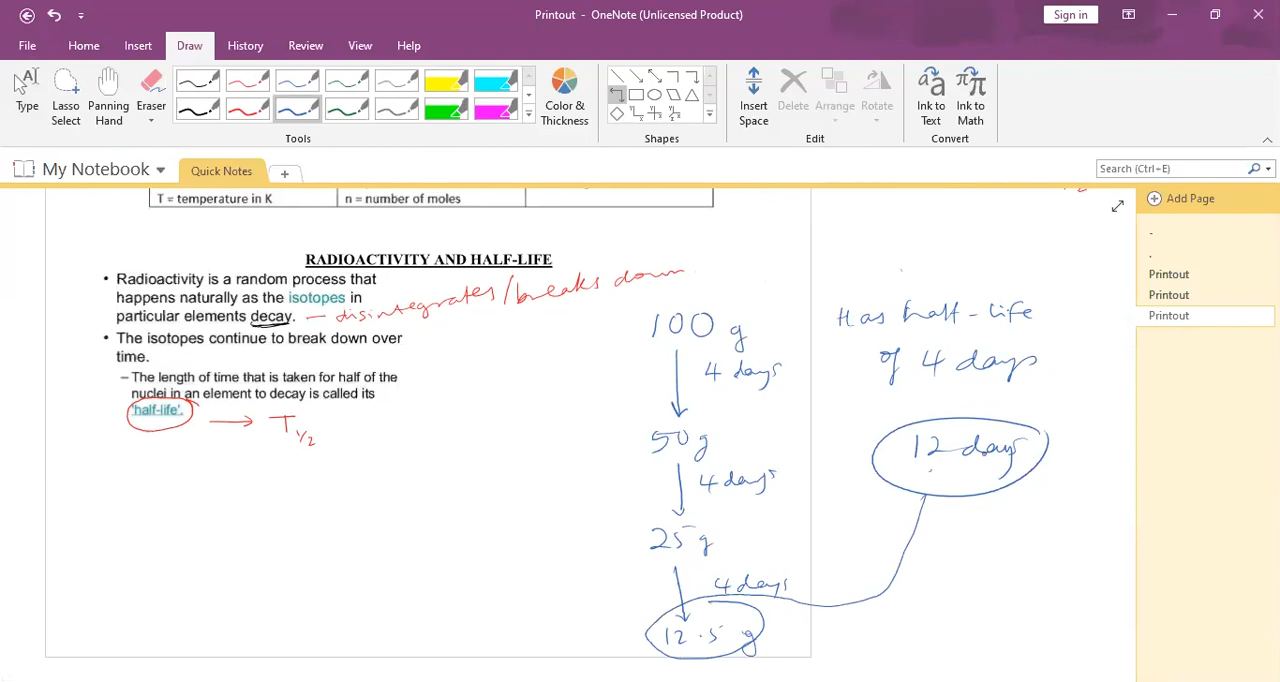 Printout - OneNote (Unlicensed Product)
Sign in
File Home Insert Draw History Review View Help
Type
Lasso Select
Panning Hand
Eraser
Color & Thickness
Insert Space
Delete
Arrange
Rotate
Ink to Text
Ink to Math
Tools
Shapes
Edit
Convert
My Notebook
Quick Notes
Search (Ctrl+E)
Add Page
-
.
Printout
Printout
Printout
T = temperature in K
n = number of moles
RADIOACTIVITY AND HALF-LIFE
• Radioactivity is a random process that
happens naturally as the isotopes in
particular elements decay. — disintegrates/breaks down
• The isotopes continue to break down over
time.
– The length of time that is taken for half of the
nuclei in an element to decay is called its
'half-life'. → T 1/2
100 g
4 days
50 g
4 days
25 g
4 days
12.5 g
Has half-life
of 4 days
12 days